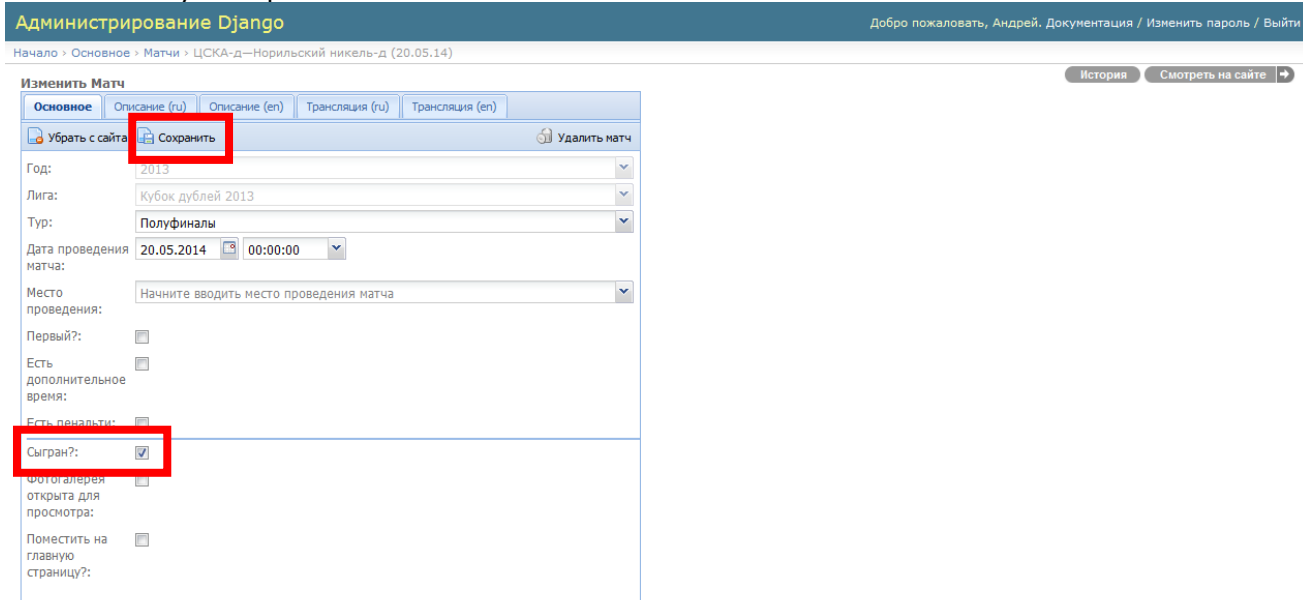 Администрирование Django
Добро пожаловать, Андрей. Документация / Изменить пароль / Выйти
Начало › Основное › Матчи › ЦСКА-д—Норильский никель-д (20.05.14)
История Смотреть на сайте
Изменить Матч
Основное Описание (ru) Описание (en) Трансляция (ru) Трансляция (en)
Убрать с сайта Сохранить Удалить матч
Год: 2013
Лига: Кубок дублей 2013
Тур: Полуфиналы
Дата проведения 20.05.2014 00:00:00
матча:
Место Начните вводить место проведения матча
проведения:
Первый?:
Есть
дополнительное
время:
Есть пенальти:
Сыгран?:
Фотогалерея
открыта для
просмотра:
Поместить на
главную
страницу?: